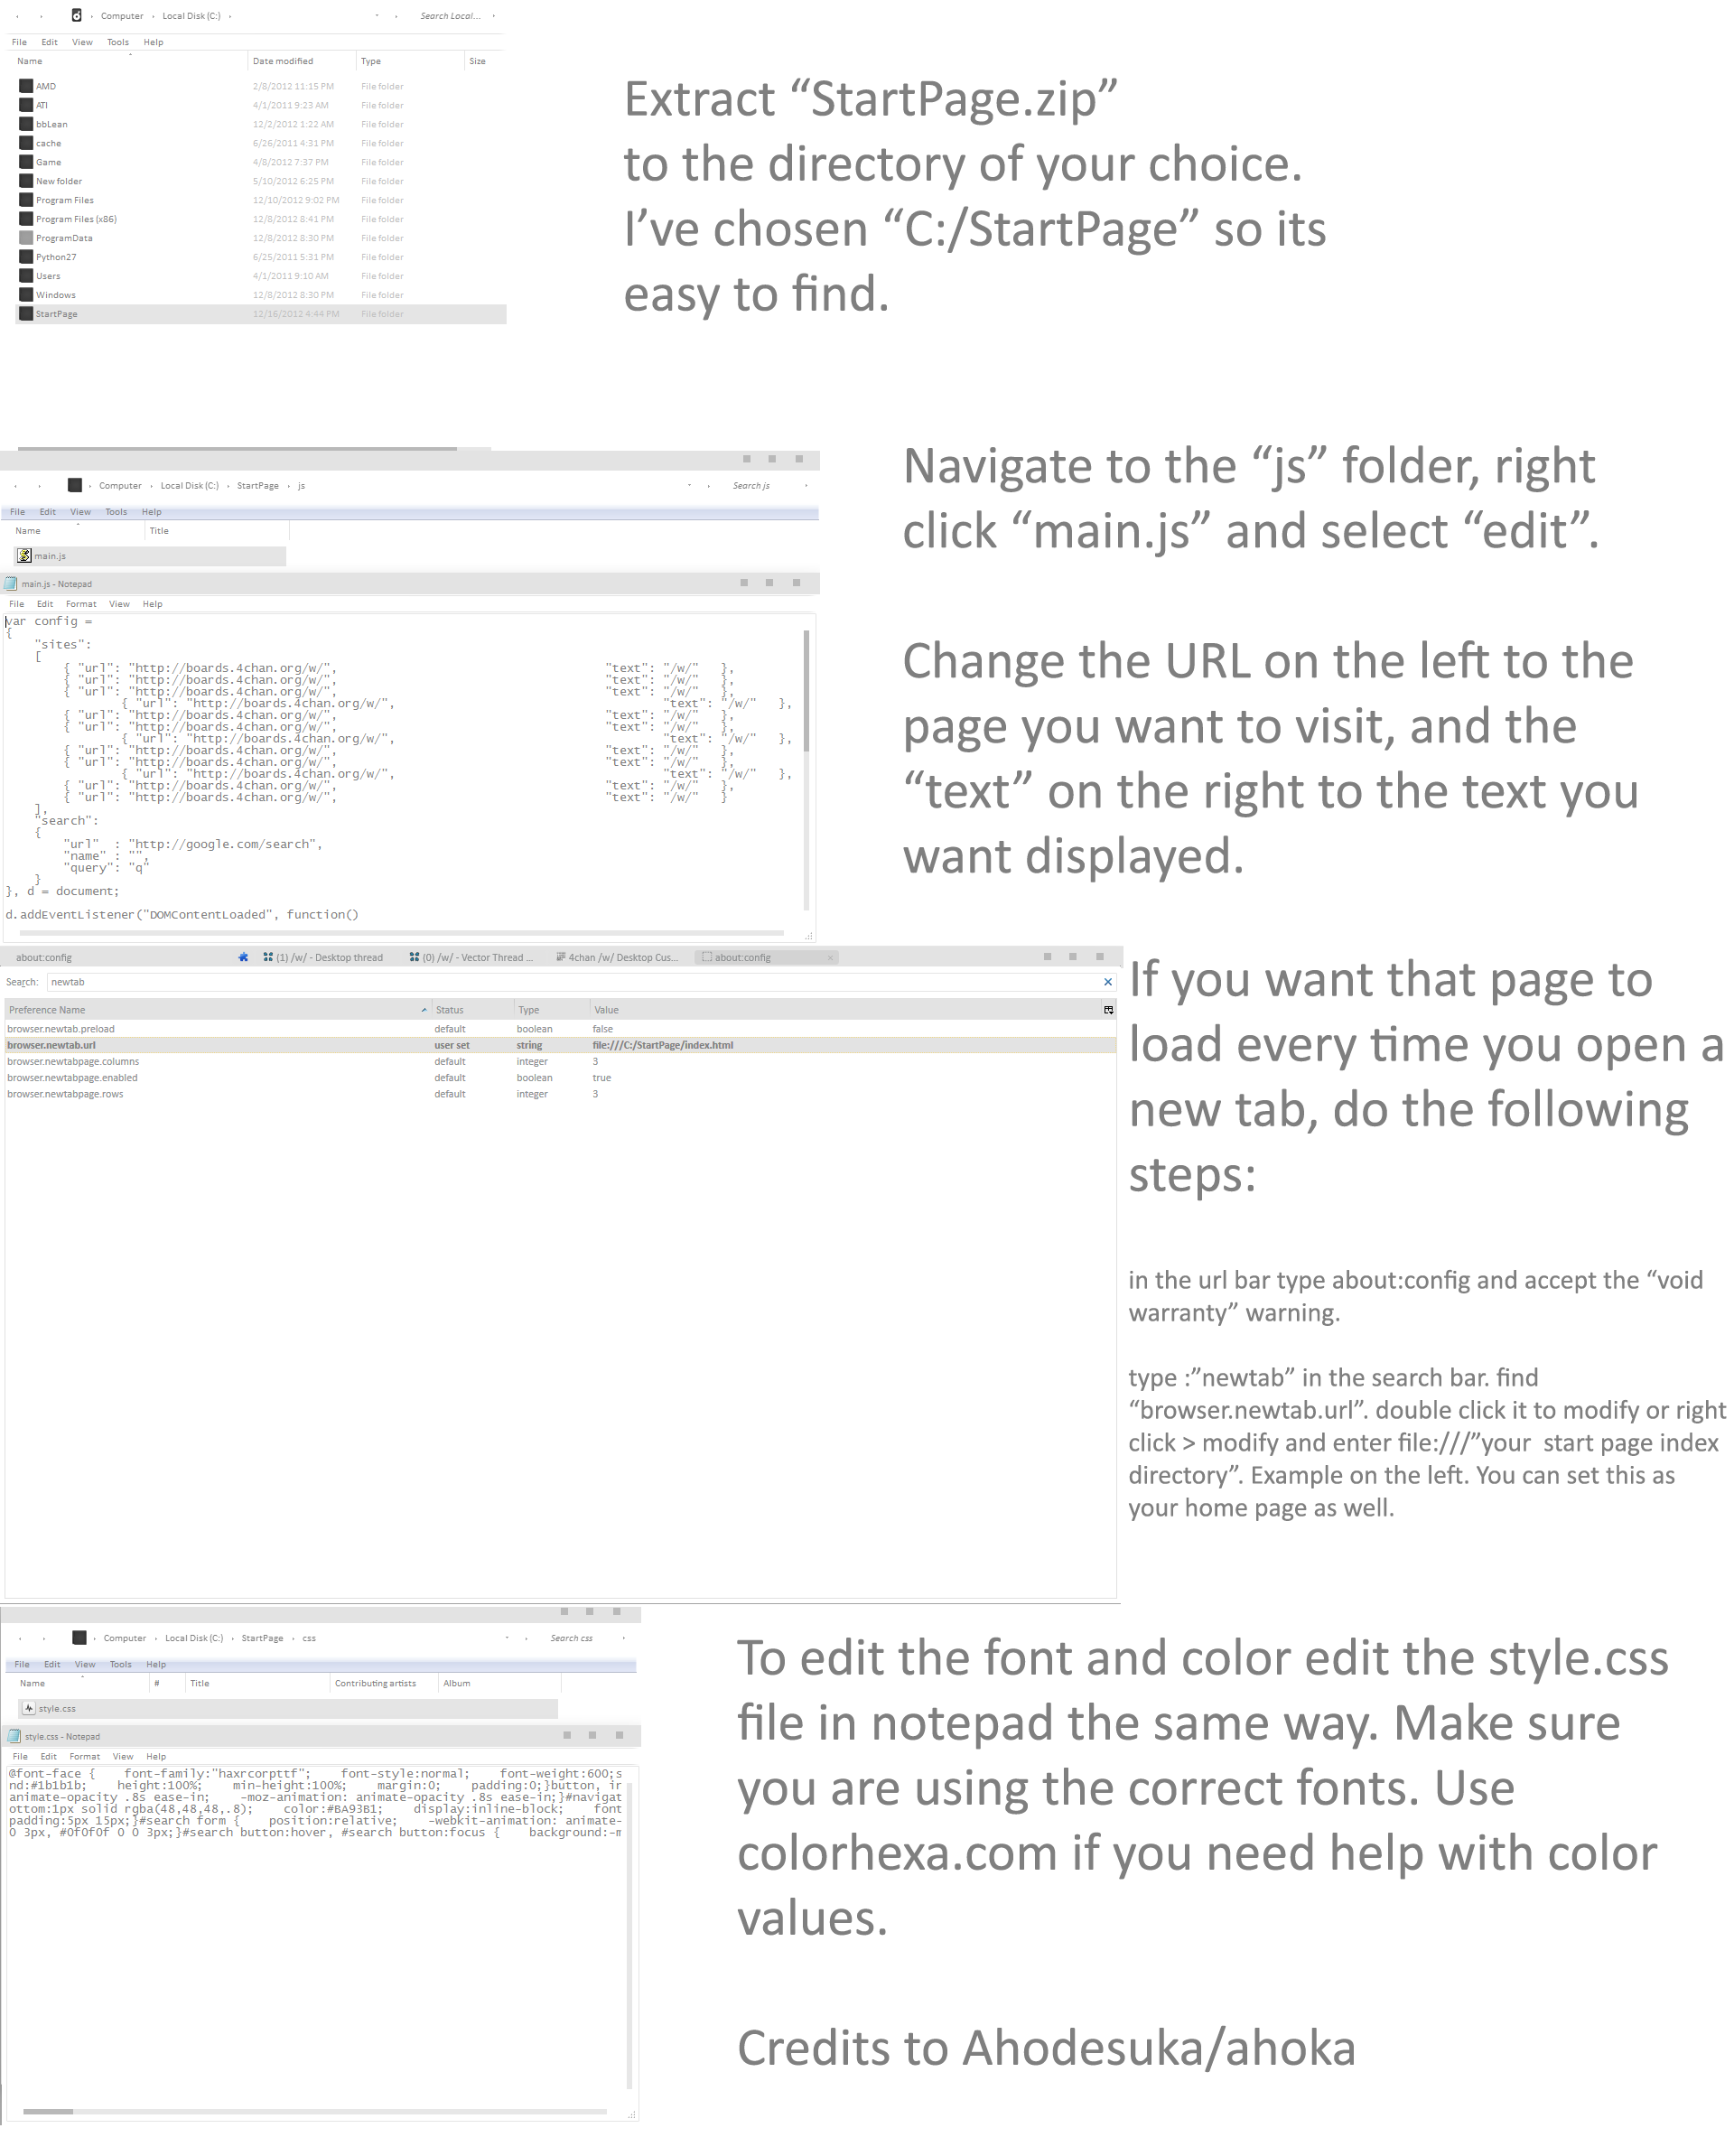 Computer Local Disk (C:) Search Local...
File Edit View Tools Help
Name Date modified Type Size
AMD 2/8/2012 11:15 PM File folder
ATI 4/1/2011 9:23 AM File folder
bbLean 12/2/2012 1:22 AM File folder
cache 6/26/2011 4:31 PM File folder
Game 4/8/2012 7:37 PM File folder
New folder 5/10/2012 6:25 PM File folder
Program Files 12/10/2012 9:02 PM File folder
Program Files (x86) 12/8/2012 8:41 PM File folder
ProgramData 12/8/2012 8:30 PM File folder
Python27 6/25/2011 5:31 PM File folder
Users 4/1/2011 9:10 AM File folder
Windows 12/8/2012 8:30 PM File folder
StartPage 12/16/2012 4:44 PM File folder
Extract “StartPage.zip”
to the directory of your choice.
I’ve chosen “C:/StartPage” so its
easy to find.
Computer Local Disk (C:) StartPage js Search js
File Edit View Tools Help
Name Title
main.js
main.js - Notepad
File Edit Format View Help
var config =
{
"sites":
[
{ "url": "http://boards.4chan.org/w/", "text": "/w/" },
{ "url": "http://boards.4chan.org/w/", "text": "/w/" },
{ "url": "http://boards.4chan.org/w/", "text": "/w/" },
{ "url": "http://boards.4chan.org/w/", "text": "/w/" },
{ "url": "http://boards.4chan.org/w/", "text": "/w/" },
{ "url": "http://boards.4chan.org/w/", "text": "/w/" },
{ "url": "http://boards.4chan.org/w/", "text": "/w/" },
{ "url": "http://boards.4chan.org/w/", "text": "/w/" },
{ "url": "http://boards.4chan.org/w/", "text": "/w/" },
{ "url": "http://boards.4chan.org/w/", "text": "/w/" },
{ "url": "http://boards.4chan.org/w/", "text": "/w/" },
{ "url": "http://boards.4chan.org/w/", "text": "/w/" }
],
"search":
{
"url" : "http://google.com/search",
"name" : "",
"query": "q"
}
}, d = document;
d.addEventListener("DOMContentLoaded", function()
Navigate to the “js” folder, right
click “main.js” and select “edit”.
Change the URL on the left to the
page you want to visit, and the
“text” on the right to the text you
want displayed.
about:config (1) /w/ - Desktop thread (0) /w/ - Vector Thread ... 4chan /w/ Desktop Cus... about:config
Search: newtab
Preference Name Status Type Value
browser.newtab.preload default boolean false
browser.newtab.url user set string file:///C:/StartPage/index.html
browser.newtabpage.columns default integer 3
browser.newtabpage.enabled default boolean true
browser.newtabpage.rows default integer 3
If you want that page to
load every time you open a
new tab, do the following
steps:
in the url bar type about:config and accept the “void
warranty” warning.
type :”newtab” in the search bar. find
“browser.newtab.url”. double click it to modify or right
click > modify and enter file:///”your start page index
directory”. Example on the left. You can set this as
your home page as well.
Computer Local Disk (C:) StartPage css Search css
File Edit View Tools Help
Name # Title Contributing artists Album
style.css
style.css - Notepad
File Edit Format View Help
@font-face { font-family:"haxrcorpttf"; font-style:normal; font-weight:600;s
nd:#1b1b1b; height:100%; min-height:100%; margin:0; padding:0;}button, ir
animate-opacity .8s ease-in; -moz-animation: animate-opacity .8s ease-in;}#navigat
ottom:1px solid rgba(48,48,48,.8); color:#BA93B1; display:inline-block; font
padding:5px 15px;}#search form { position:relative; -webkit-animation: animate-
0 3px, #0f0f0f 0 0 3px;}#search button:hover, #search button:focus { background:-m
To edit the font and color edit the style.css
file in notepad the same way. Make sure
you are using the correct fonts. Use
colorhexa.com if you need help with color
values.
Credits to Ahodesuka/ahoka